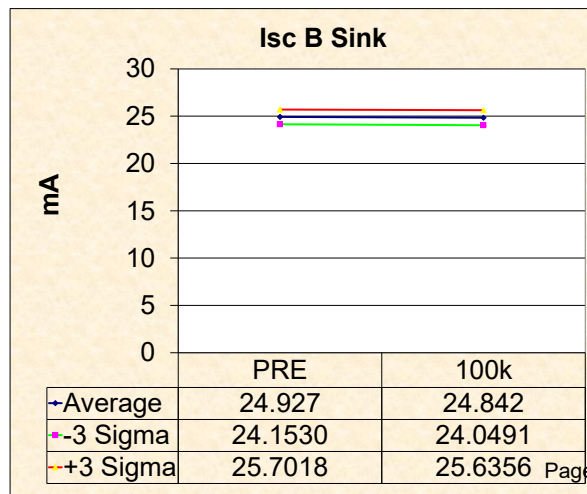 Isc B Sink
30
25
20
15
10
5
0
mA
PRE 100k
Average 24.927 24.842
-3 Sigma 24.1530 24.0491
+3 Sigma 25.7018 25.6356
Page